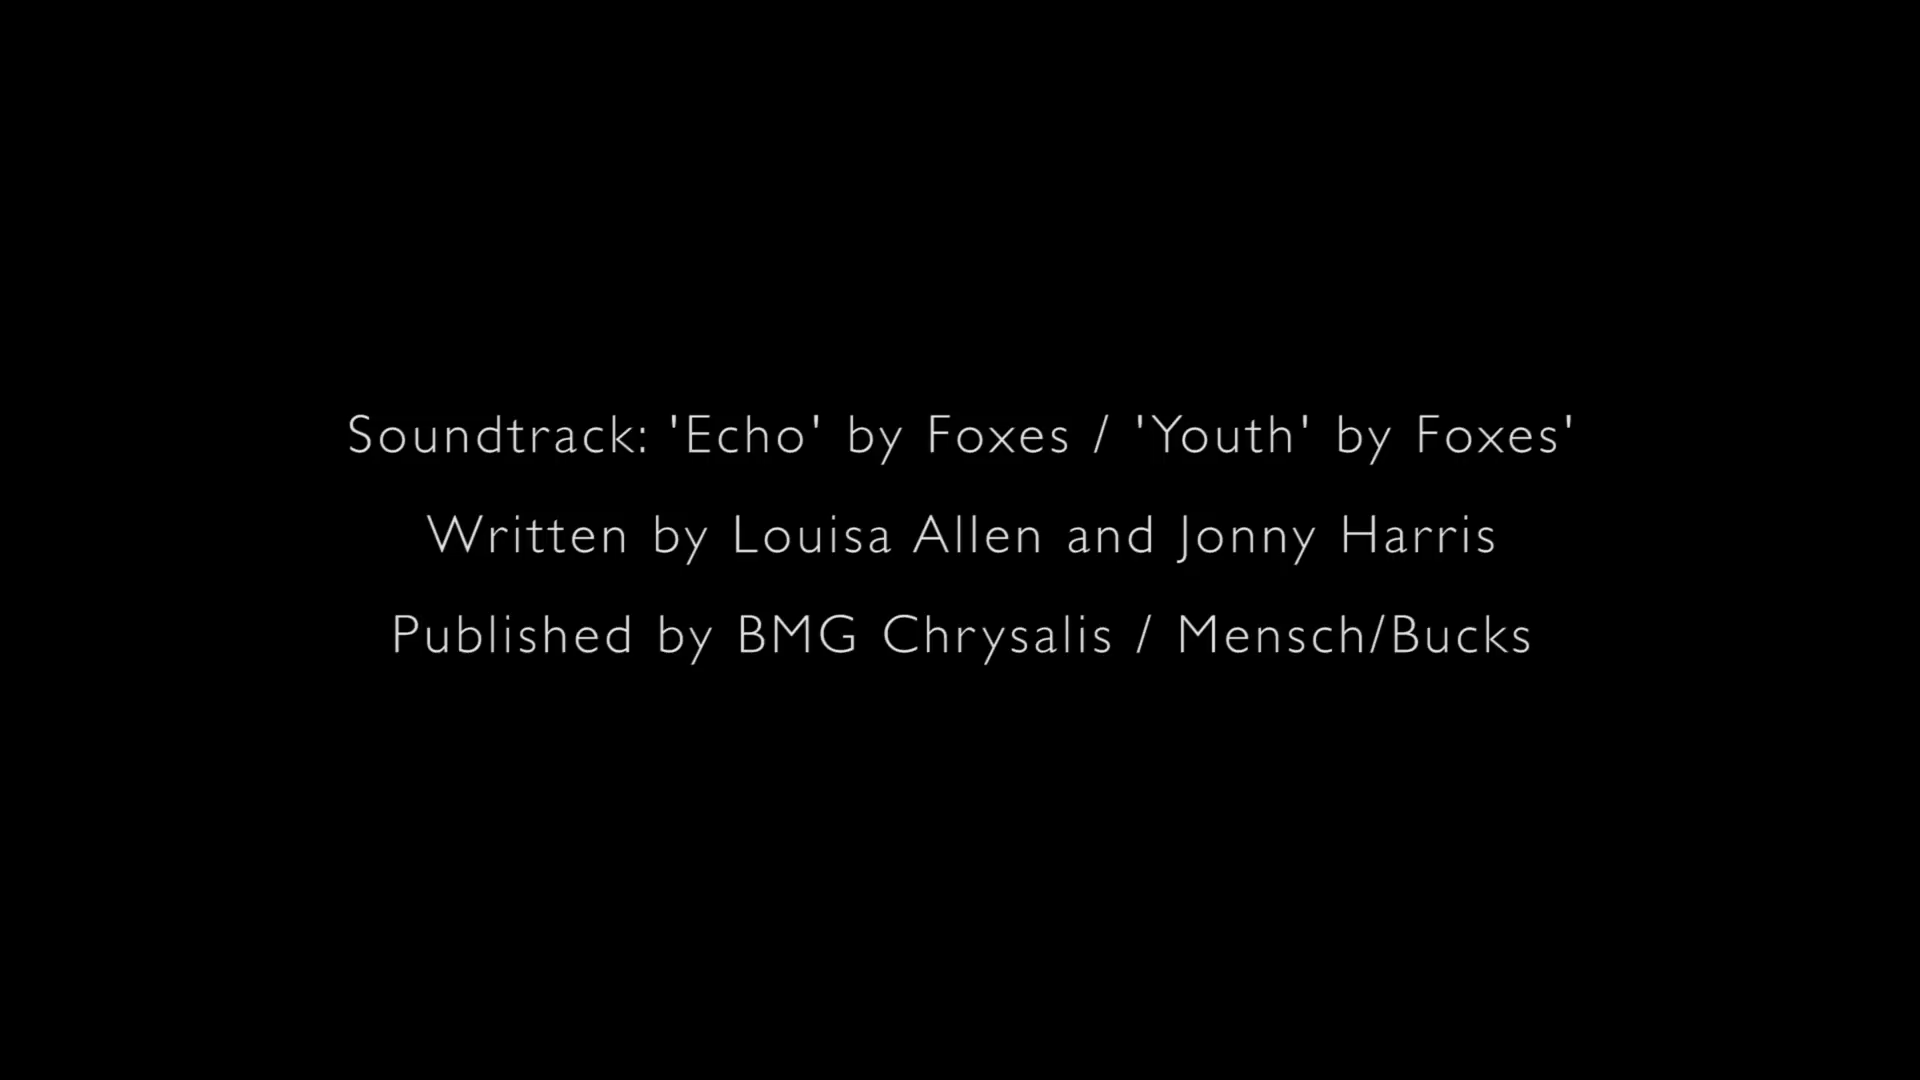 Soundtrack: 'Echo' by Foxes / 'Youth' by Foxes'
Written by Louisa Allen and Jonny Harris
Published by BMG Chrysalis / Mensch/Bucks